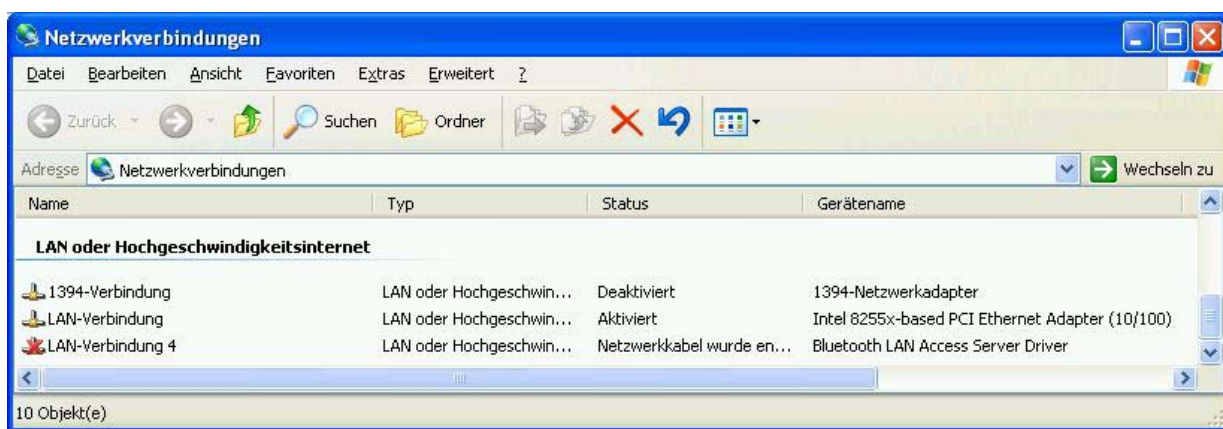 Netzwerkverbindungen
Datei Bearbeiten Ansicht Favoriten Extras Erweitert ?
Zurück Suchen Ordner
Adresse Netzwerkverbindungen Wechseln zu
Name Typ Status Gerätename
LAN oder Hochgeschwindigkeitsinternet
1394-Verbindung LAN oder Hochgeschwin... Deaktiviert 1394-Netzwerkadapter
LAN-Verbindung LAN oder Hochgeschwin... Aktiviert Intel 8255x-based PCI Ethernet Adapter (10/100)
LAN-Verbindung 4 LAN oder Hochgeschwin... Netzwerkkabel wurde en... Bluetooth LAN Access Server Driver
10 Objekt(e)